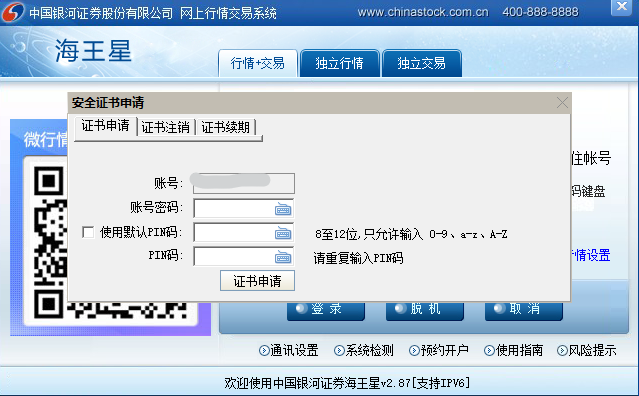 中国银河证券股份有限公司 网上行情交易系统
www.chinastock.com.cn 400-888-8888
海王星
行情+交易 独立行情 独立交易
安全证书申请
证书申请 证书注销 证书续期
微行情
账号:
账号密码:
使用默认PIN码:
8至12位,只允许输入 0-9、a-z、A-Z
PIN码:
请重复输入PIN码
证书申请
住帐号
码键盘
行情设置
登录 脱机 取消
通讯设置 系统检测 预约开户 使用指南 风险提示
欢迎使用中国银河证券海王星v2.87[支持IPV6]